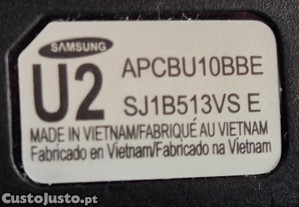 SAMSUNG
U2
APCBU10BBE
SJ1B513VS E
MADE IN VIETNAM/FABRIQUÉ AU VIETNAM
Fabricado en Vietnam/Fabricado na Vietnam
CustoJusto.pt